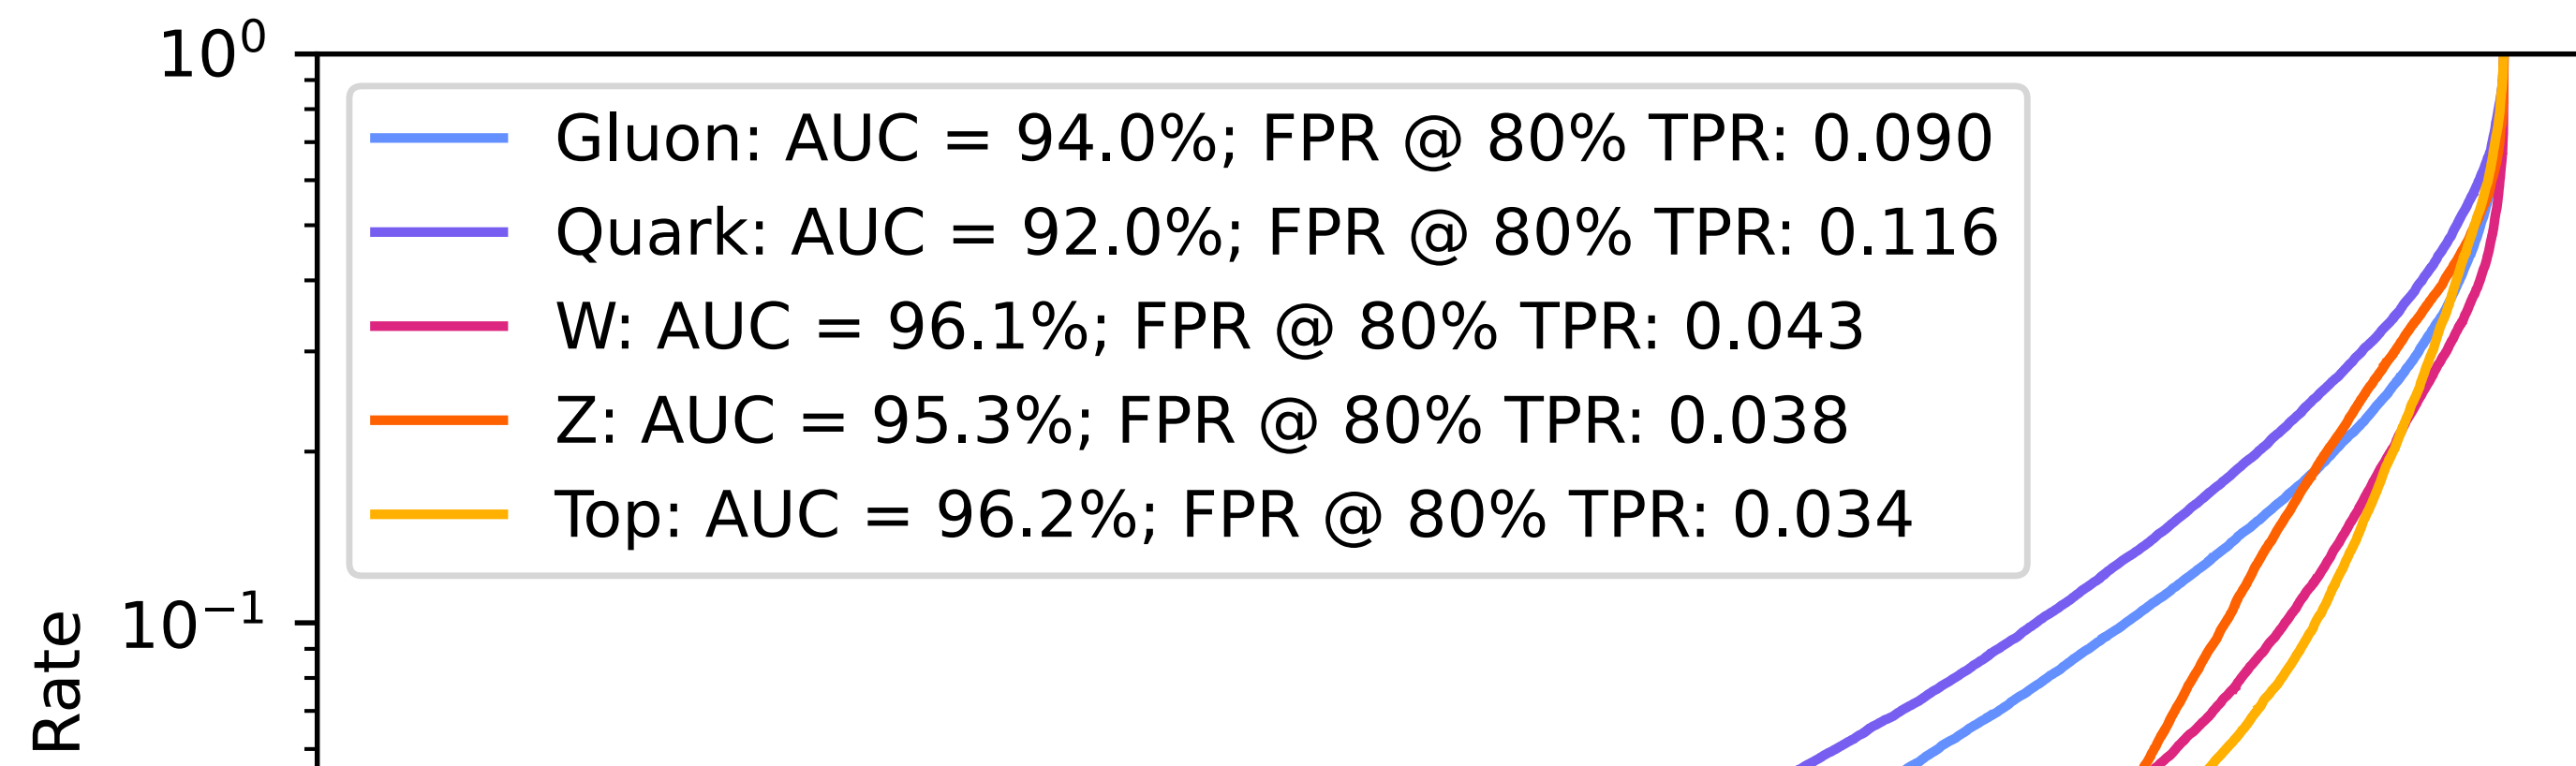 10⁰
Gluon: AUC = 94.0%; FPR @ 80% TPR: 0.090
Quark: AUC = 92.0%; FPR @ 80% TPR: 0.116
W: AUC = 96.1%; FPR @ 80% TPR: 0.043
Z: AUC = 95.3%; FPR @ 80% TPR: 0.038
Top: AUC = 96.2%; FPR @ 80% TPR: 0.034
10⁻¹
Rate